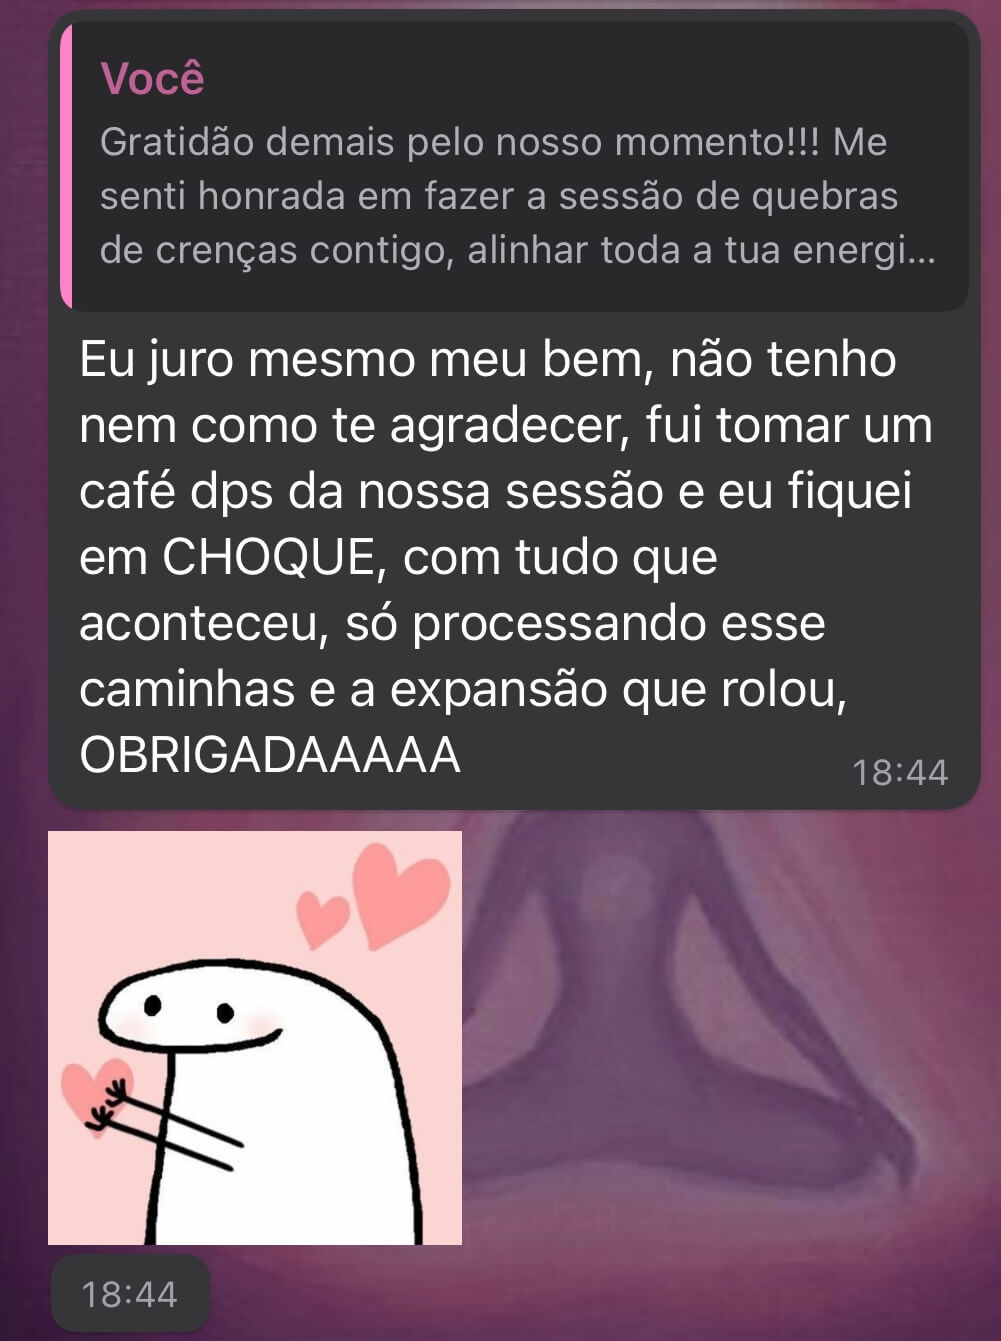 Você
Gratidão demais pelo nosso momento!!! Me
senti honrada em fazer a sessão de quebras
de crenças contigo, alinhar toda a tua energi...
Eu juro mesmo meu bem, não tenho
nem como te agradecer, fui tomar um
café dps da nossa sessão e eu fiquei
em CHOQUE, com tudo que
aconteceu, só processando esse
caminhas e a expansão que rolou,
OBRIGADAAAAA
18:44
18:44